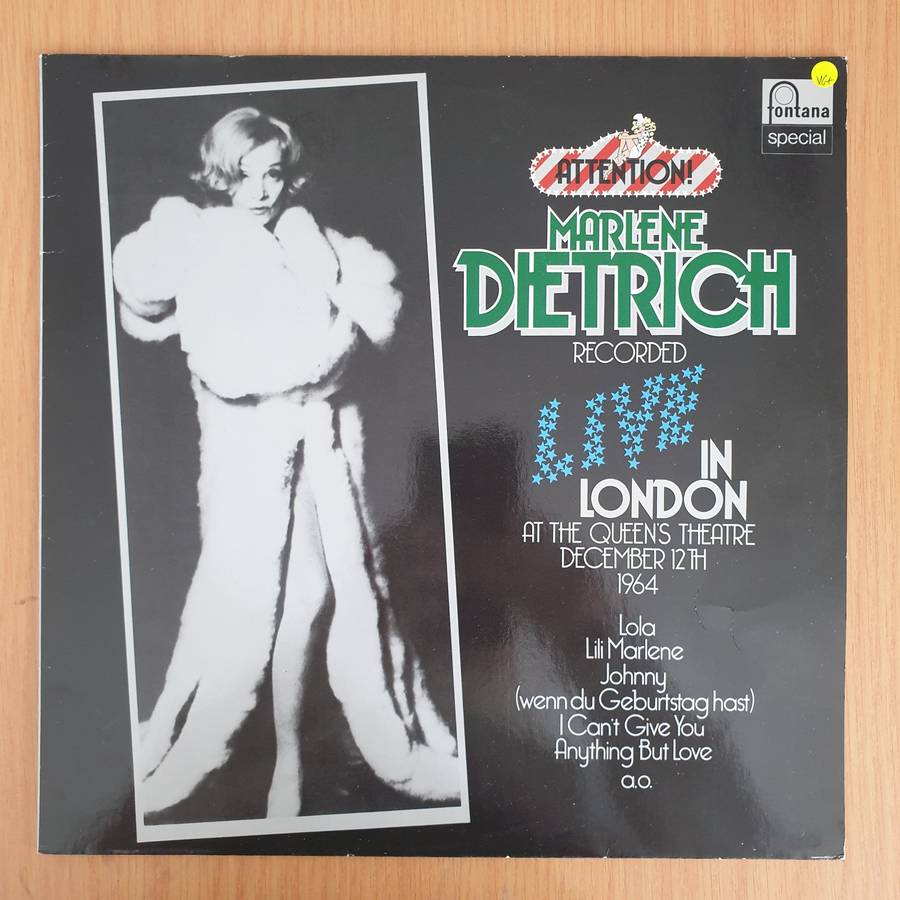 VG+
fontana
special
ATTENTION!
MARLENE
DIETRICH
RECORDED
LIVE
IN
LONDON
AT THE QUEEN'S THEATRE
DECEMBER 12TH
1964
Lola
Lili Marlene
Johnny
(wenn du Geburtstag hast)
I Can't Give You
Anything But Love
a.o.